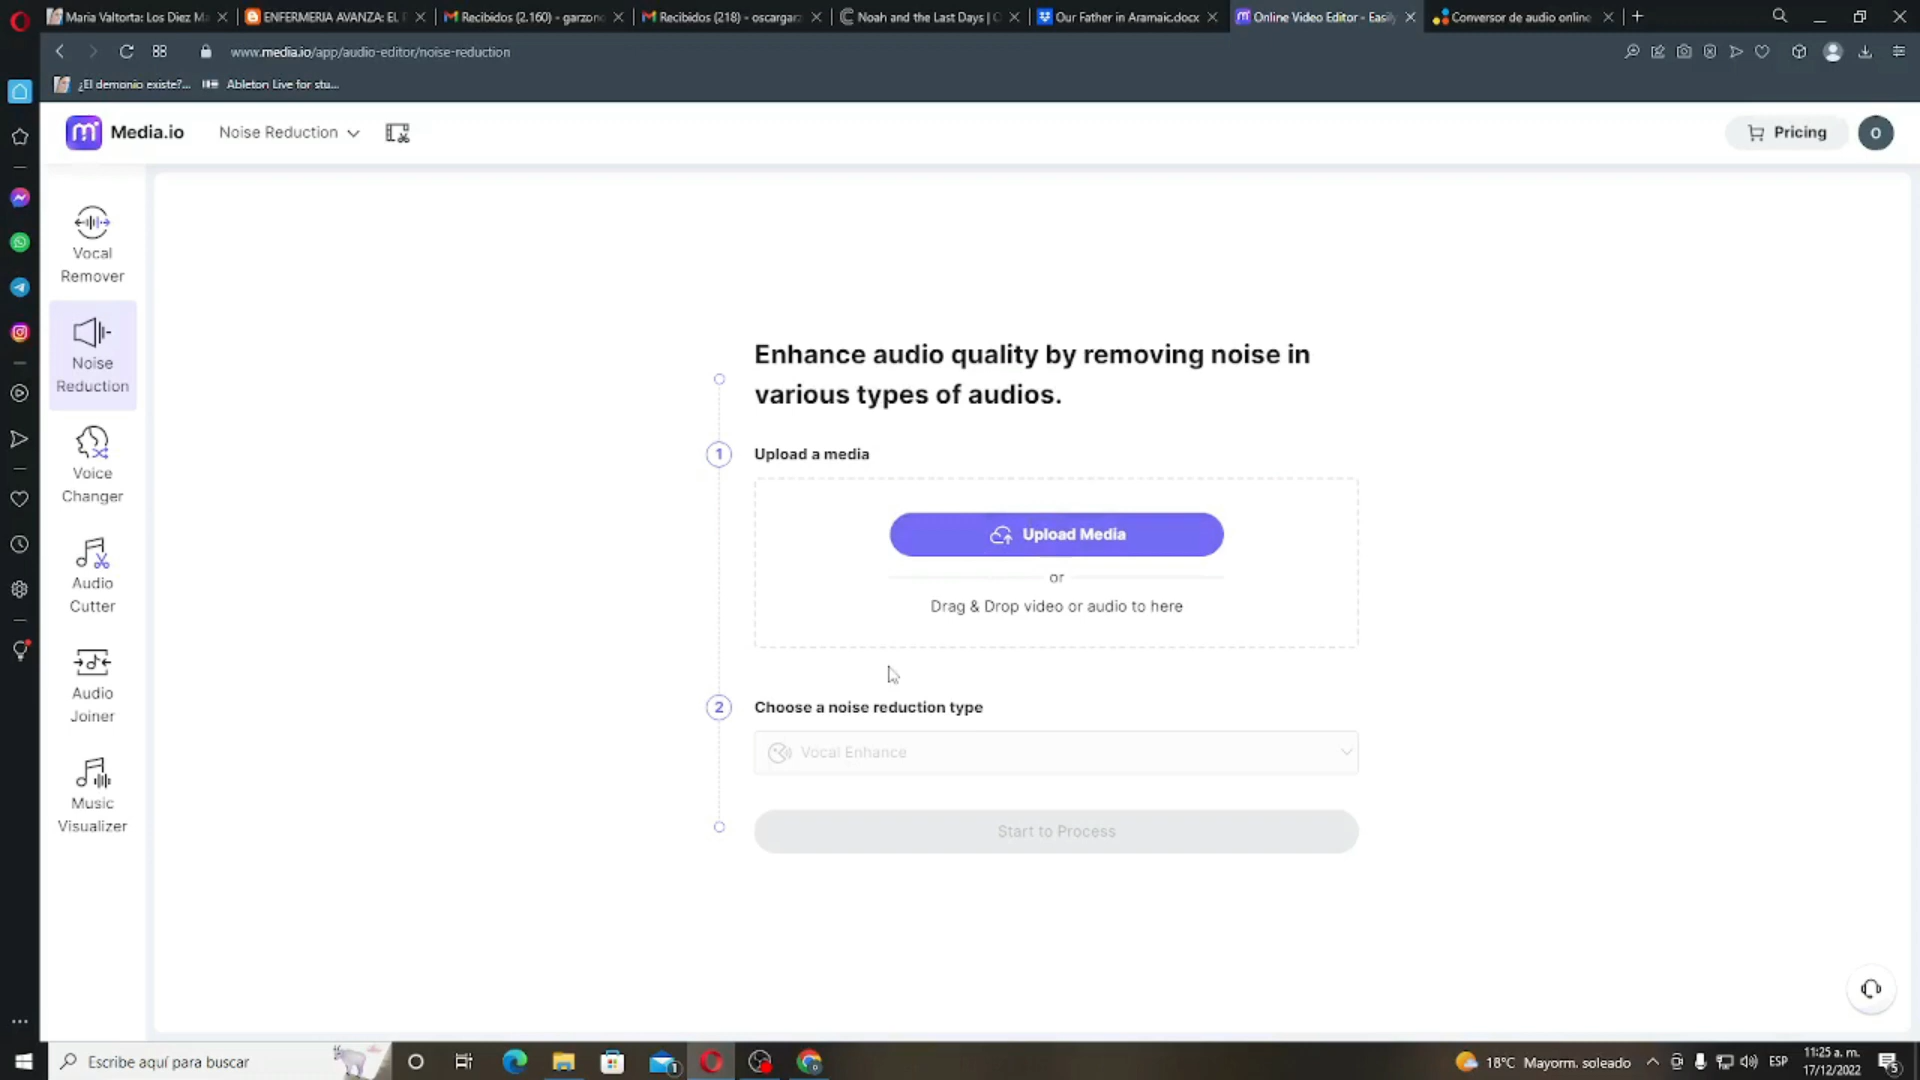 Maria Valtorta: Los Diez M
ENFERMERIA AVANZA: EL
Recibidos (2.160) - garzon
Recibidos (218) - oscargar
Noah and the Last Days |
Our Father in Aramaic.docx
Online Video Editor - Easily
Conversor de audio online
www.media.io/app/audio-editor/noise-reduction
¿El demonio existe?...
Ableton Live for stu...
Media.io
Noise Reduction
Pricing
O
Vocal
Remover
Noise
Reduction
Voice
Changer
Audio
Cutter
Audio
Joiner
Music
Visualizer
Enhance audio quality by removing noise in
various types of audios.
1
Upload a media
Upload Media
or
Drag & Drop video or audio to here
2
Choose a noise reduction type
Vocal Enhance
Start to Process
Escribe aquí para buscar
1
18°C Mayorm. soleado
ESP
11:25 a. m.
17/12/2022
5